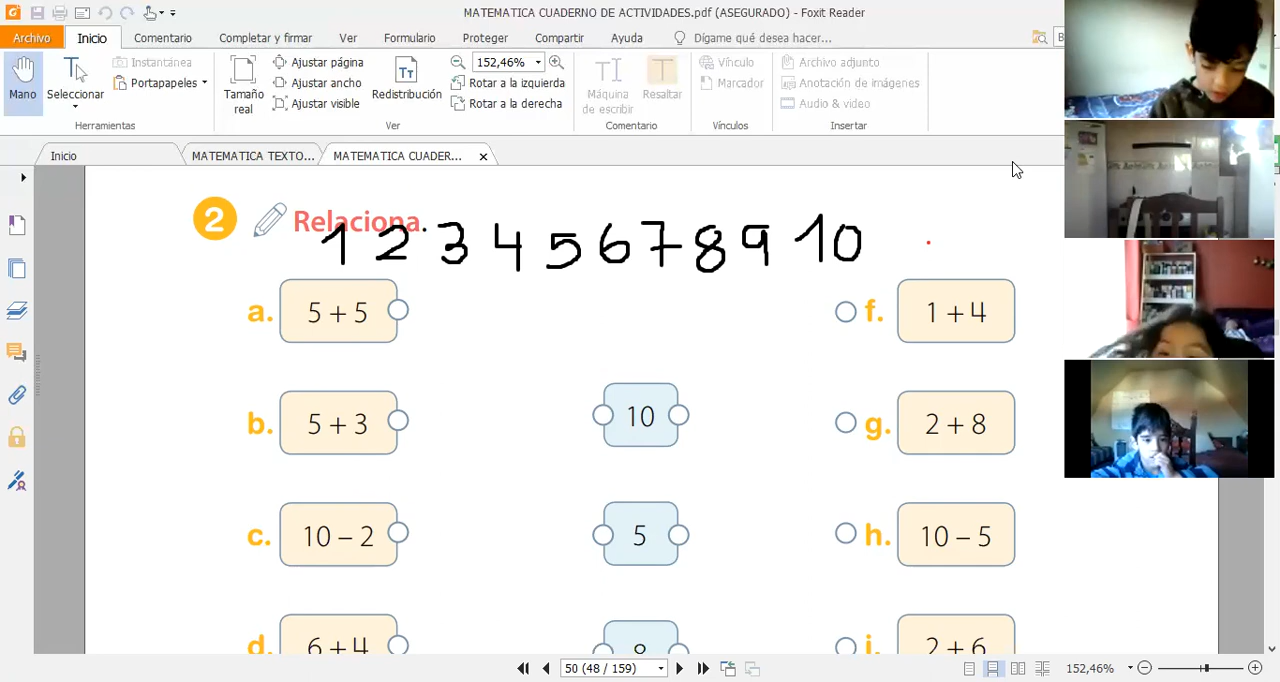 MATEMATICA CUADERNO DE ACTIVIDADES.pdf (ASEGURADO) - Foxit Reader
Archivo Inicio Comentario Completar y firmar Ver Formulario Proteger Compartir Ayuda Dígame qué desea hacer...
Mano
Seleccionar
Instantánea
Portapapeles
Tamaño real
Ajustar página
Ajustar ancho
Ajustar visible
Redistribución
152,46%
Rotar a la izquierda
Rotar a la derecha
Máquina de escribir
Resaltar
Vínculo
Marcador
Archivo adjunto
Anotación de imágenes
Audio & video
Herramientas Ver Comentario Vínculos Insertar
Inicio MATEMATICA TEXTO... MATEMATICA CUADER...
2 Relaciona.
1 2 3 4 5 6 7 8 9 10
a. 5 + 5 f. 1 + 4
b. 5 + 3 10 g. 2 + 8
c. 10 – 2 5 h. 10 – 5
d. 6 + 4 8 i. 2 + 6
50 (48 / 159) 152,46%